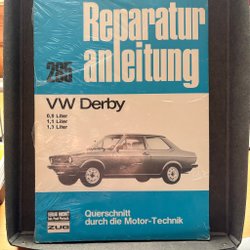 Reparatur
anleitung
205
VW Derby
0,9 Liter
1,1 Liter
1,3 Liter
ZUG
Querschnitt
durch die Motor-Technik